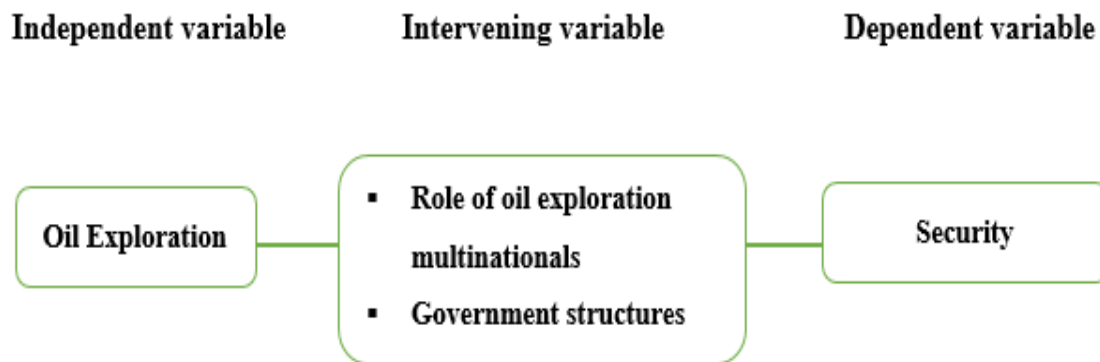 Independent variable
Intervening variable
Dependent variable
Oil Exploration
▪ Role of oil exploration
multinationals
▪ Government structures
Security